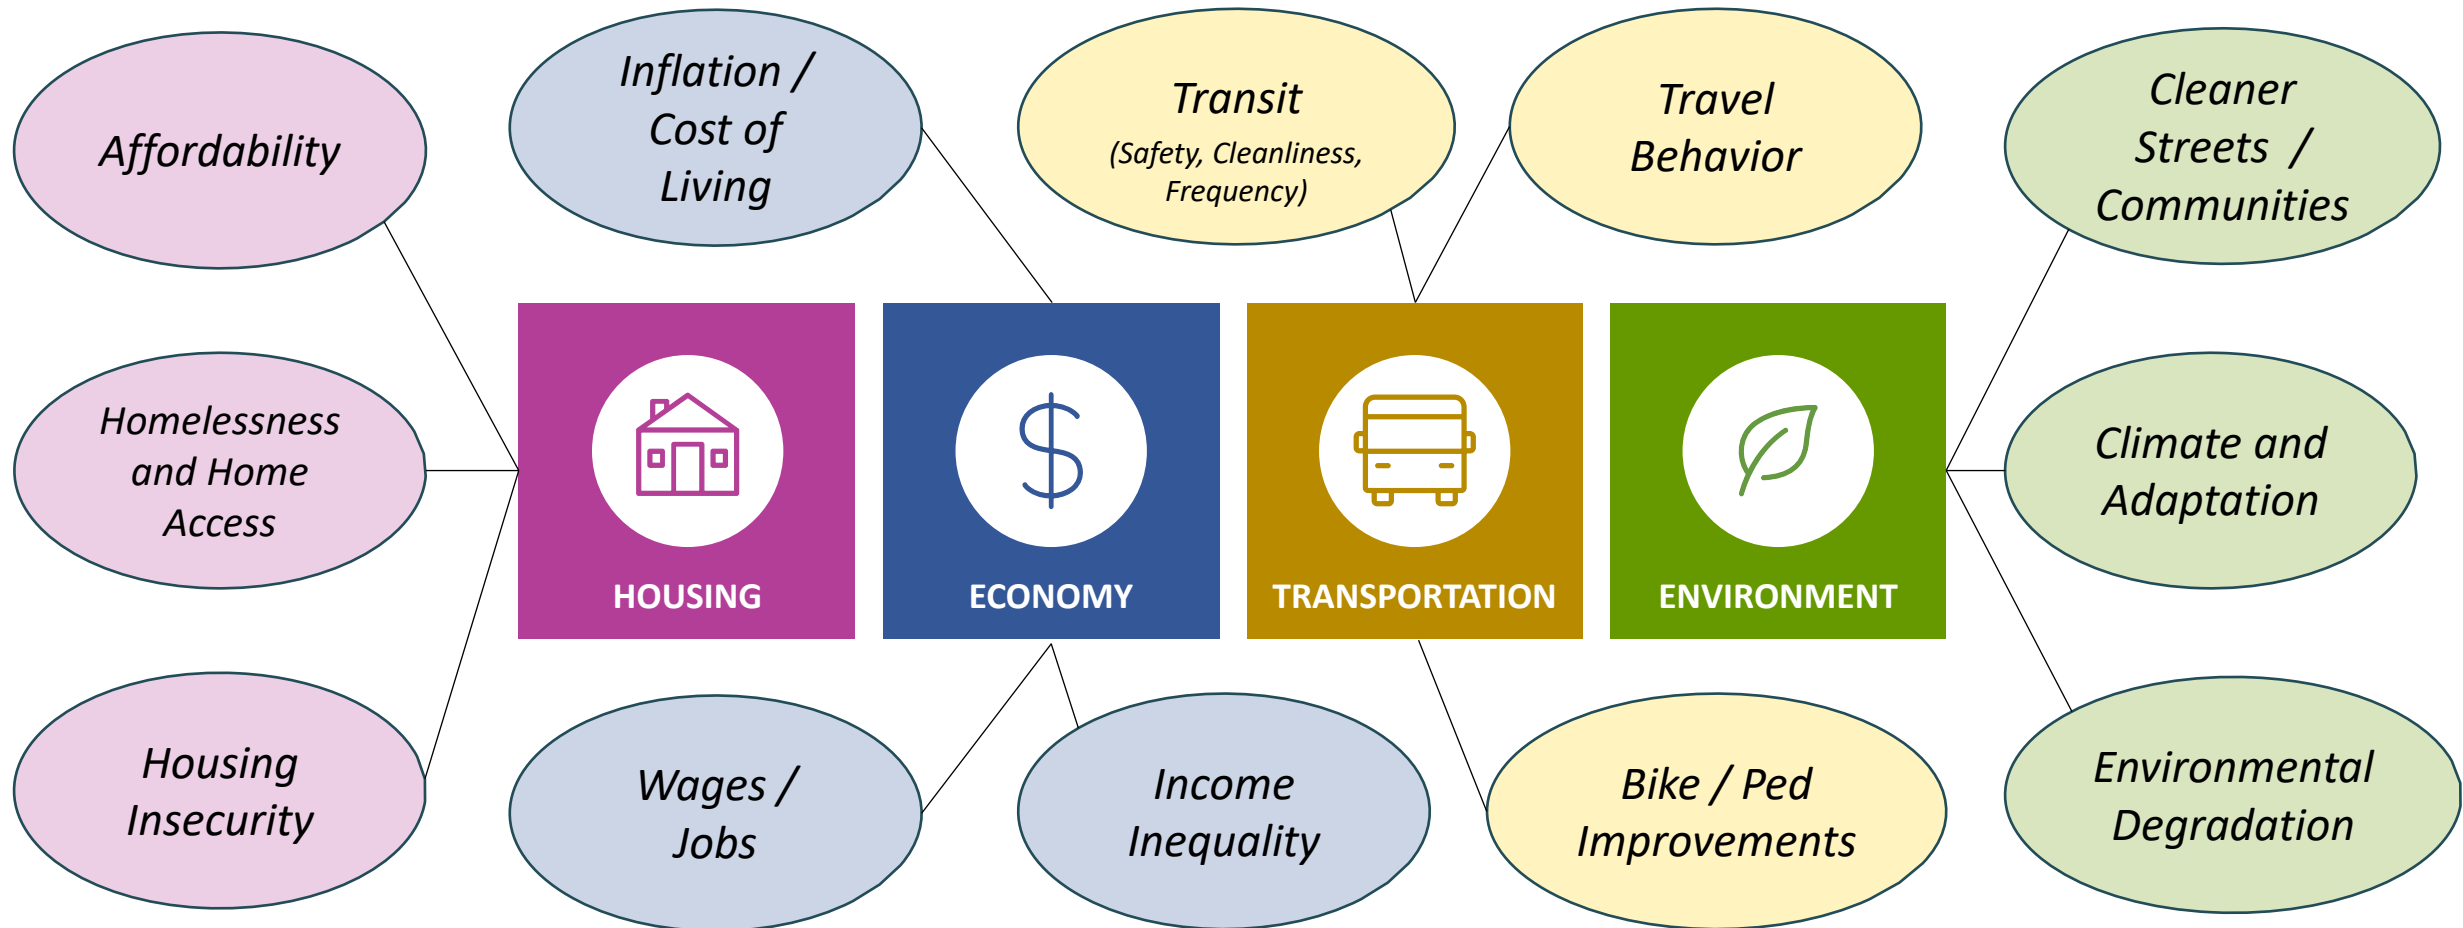 Affordability
Inflation /
Cost of
Living
Transit
(Safety, Cleanliness,
Frequency)
Travel
Behavior
Cleaner
Streets /
Communities
Homelessness
and Home
Access
HOUSING
ECONOMY
TRANSPORTATION
ENVIRONMENT
Climate and
Adaptation
Housing
Insecurity
Wages /
Jobs
Income
Inequality
Bike / Ped
Improvements
Environmental
Degradation